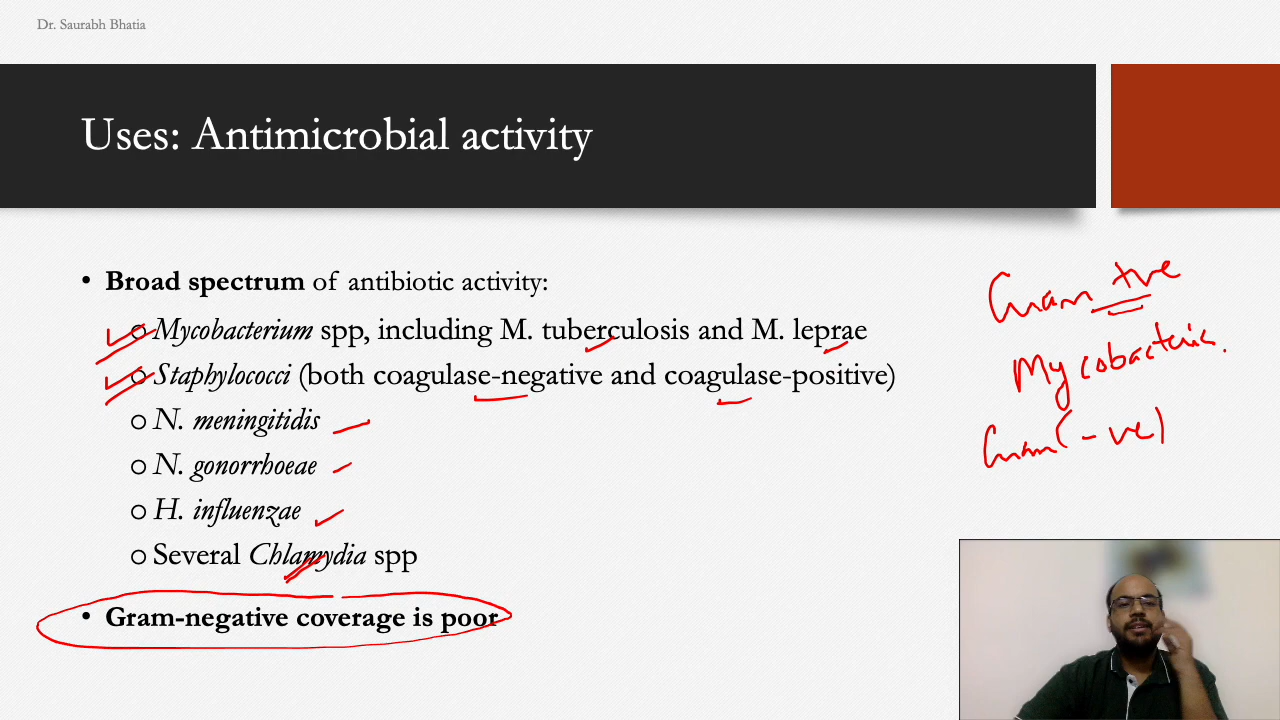 Dr. Saurabh Bhatia
Uses: Antimicrobial activity
• Broad spectrum of antibiotic activity:
o Mycobacterium spp, including M. tuberculosis and M. leprae
o Staphylococci (both coagulase-negative and coagulase-positive)
o N. meningitidis
o N. gonorrhoeae
o H. influenzae
o Several Chlamydia spp
• Gram-negative coverage is poor
Gram +ve
Mycobacteria.
Gram (-ve)